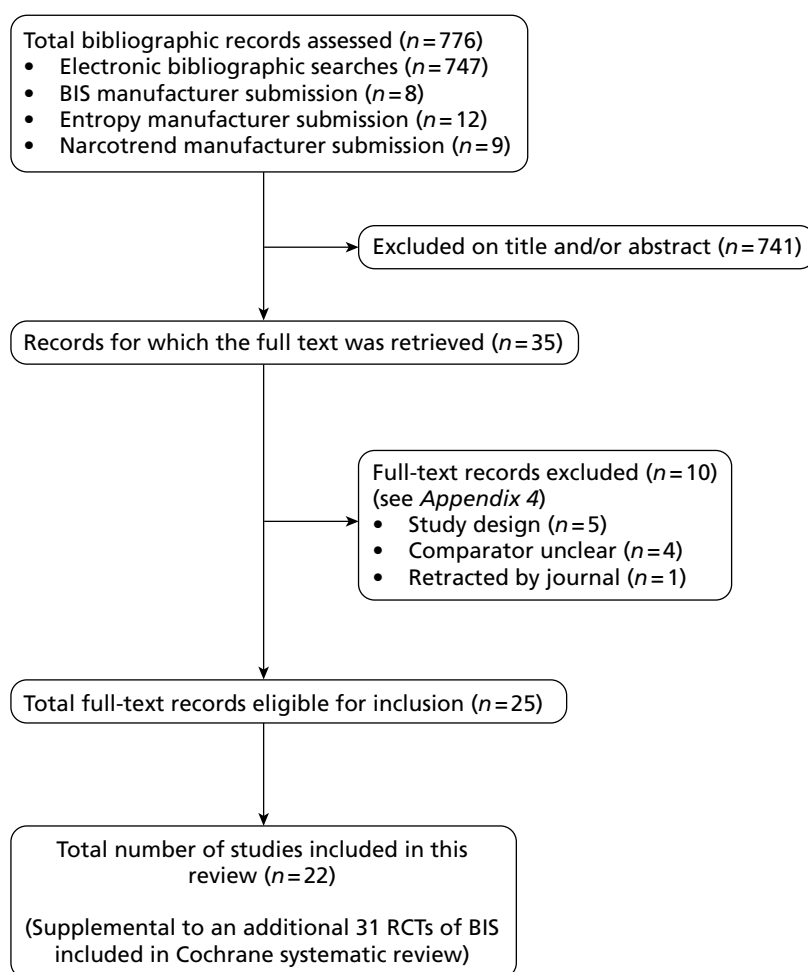 Total bibliographic records assessed (n=776)
• Electronic bibliographic searches (n=747)
• BIS manufacturer submission (n=8)
• Entropy manufacturer submission (n=12)
• Narcotrend manufacturer submission (n=9)
Excluded on title and/or abstract (n=741)
Records for which the full text was retrieved (n=35)
Full-text records excluded (n=10)
(see Appendix 4)
• Study design (n=5)
• Comparator unclear (n=4)
• Retracted by journal (n=1)
Total full-text records eligible for inclusion (n=25)
Total number of studies included in this
review (n=22)
(Supplemental to an additional 31 RCTs of BIS
included in Cochrane systematic review)